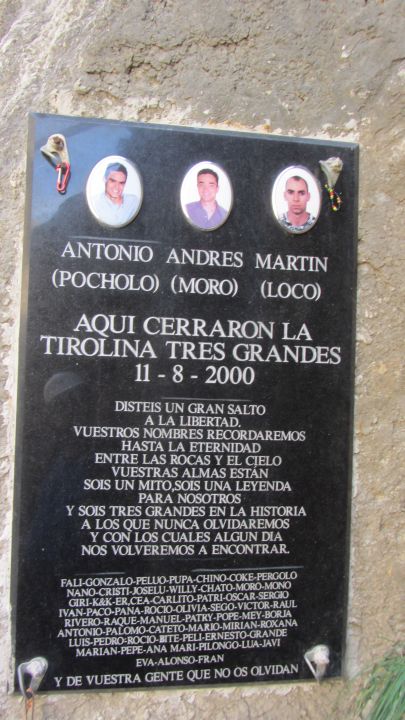 ANTONIO ANDRES MARTIN
(POCHOLO) (MORO) (LOCO)
AQUI CERRARON LA
TIROLINA TRES GRANDES
11 - 8 - 2000
DISTEIS UN GRAN SALTO
A LA LIBERTAD.
VUESTROS NOMBRES RECORDAREMOS
HASTA LA ETERNIDAD
ENTRE LAS ROCAS Y EL CIELO
VUESTRAS ALMAS ESTÁN
SOIS UN MITO,SOIS UNA LEYENDA
PARA NOSOTROS
Y SOIS TRES GRANDES EN LA HISTORIA
A LOS QUE NUNCA OLVIDAREMOS
Y CON LOS CUALES ALGUN DIA
NOS VOLVEREMOS A ENCONTRAR.
FALI-GONZALO-PELIJO-PUPA-CHINO-COKE-PERGOLO
NANO-CRISTI-JOSELU-WILLY-CHATO-MORO-MONO
GIRI-K&K-ER,CEA-CARLITO-PATRI-OSCAR-SERGIO
IVAN-PACO-PANA-ROCIO-OLIVIA-SEGO-VICTOR-RAUL
RIVERO-RAQUE-MANUEL-PATRY-POPE-MEY-BORJA
ANTONIO-PALOMO-CATETO-MARIO-MIRIAN-ROXANA
LUIS-PEDRO-ROCIO-BITE-PELI-ERNESTO-GRANDE
MARIAN-PEPE-ANA MARI-PILONGO-LUA-JAVI
EVA-ALONSO-FRAN
Y DE VUESTRA GENTE QUE NO OS OLVIDAN